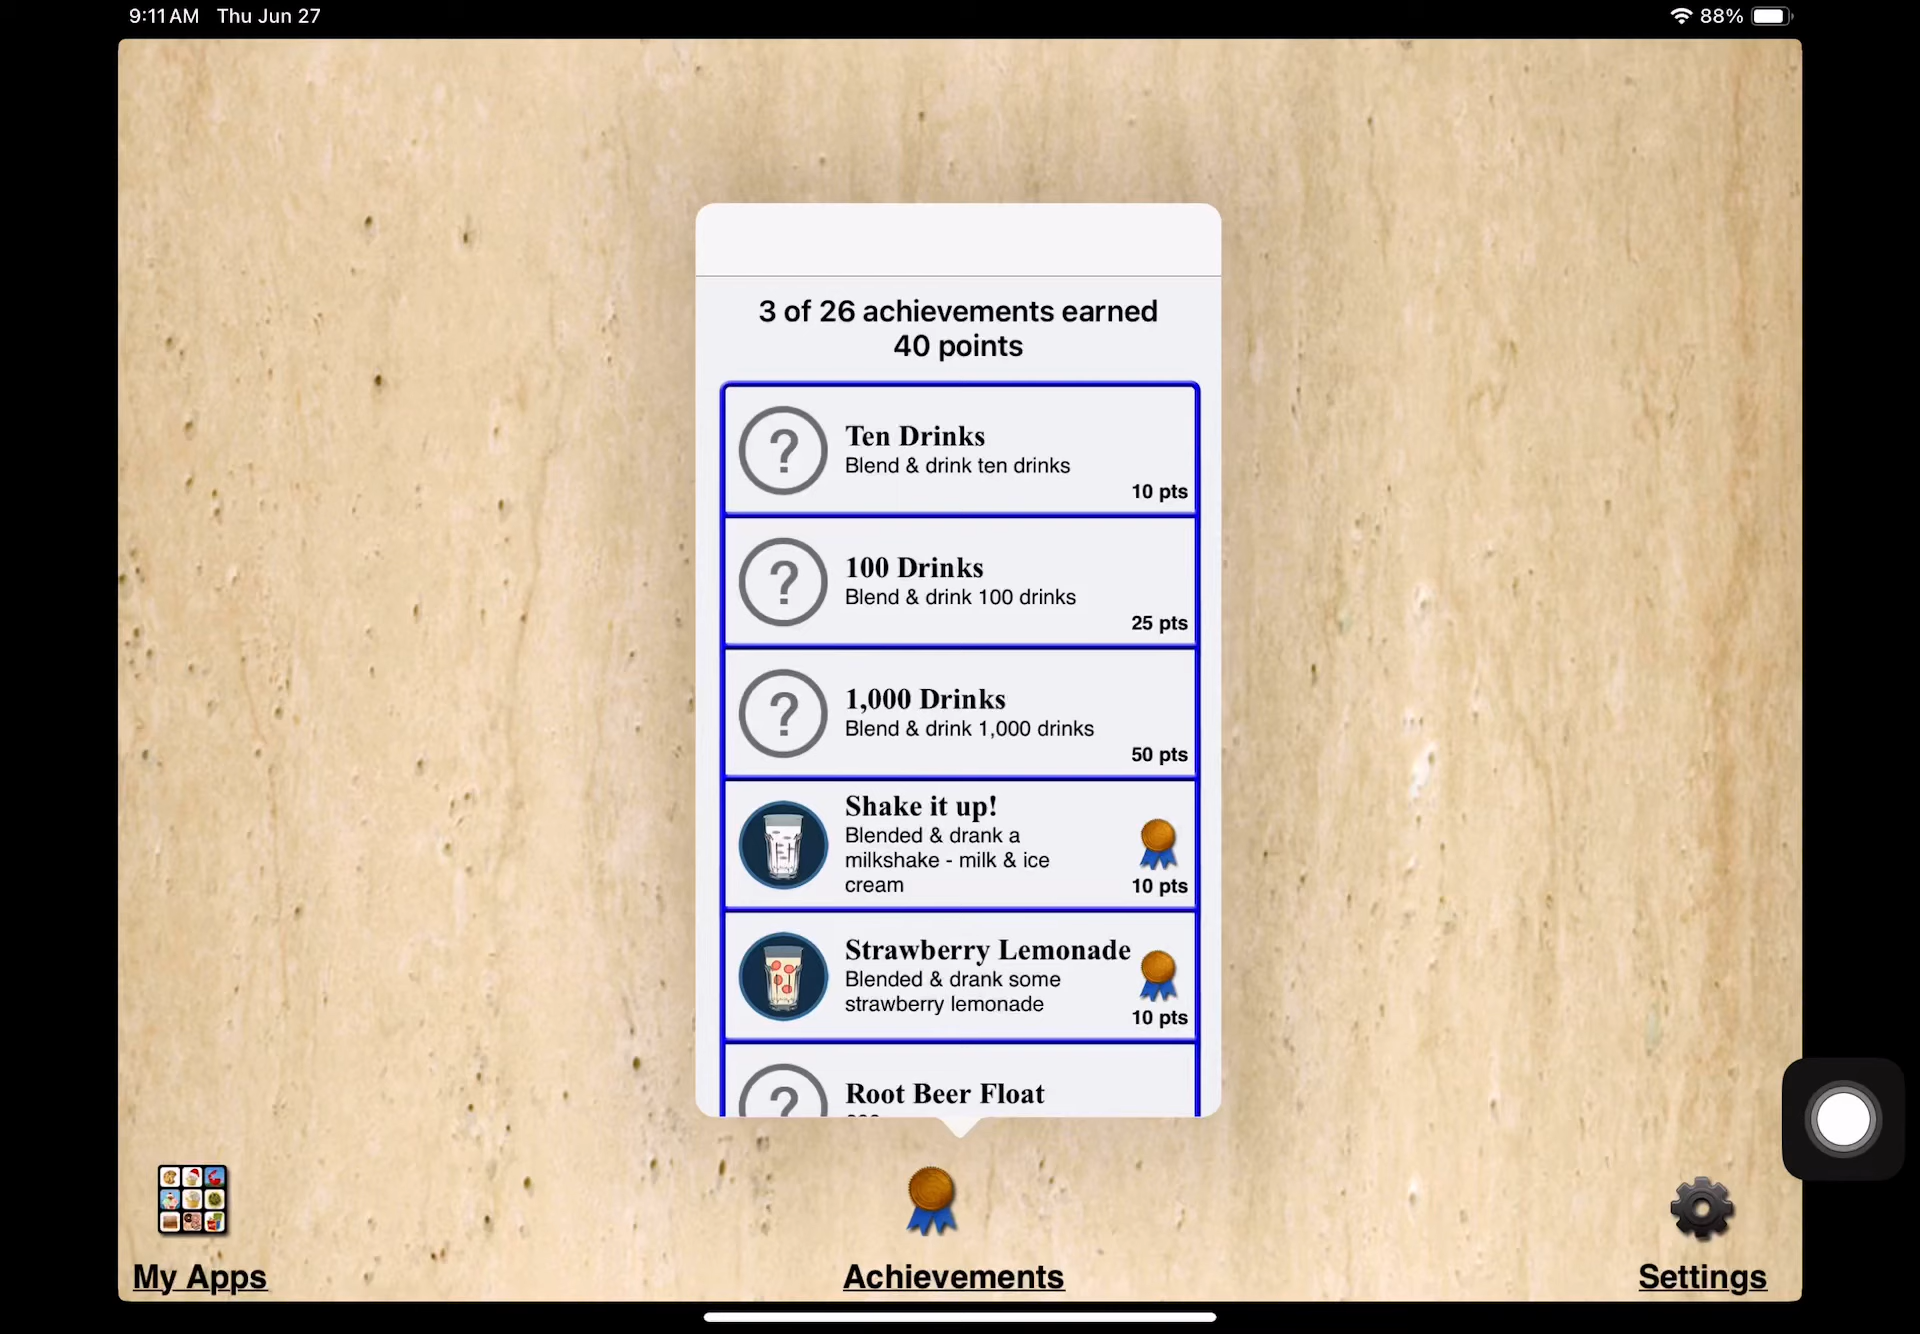 9:11 AM Thu Jun 27
88%
3 of 26 achievements earned
40 points
Ten Drinks
Blend & drink ten drinks
10 pts
100 Drinks
Blend & drink 100 drinks
25 pts
1,000 Drinks
Blend & drink 1,000 drinks
50 pts
Shake it up!
Blended & drank a
milkshake - milk & ice
cream
10 pts
Strawberry Lemonade
Blended & drank some
strawberry lemonade
10 pts
Root Beer Float
My Apps
Achievements
Settings